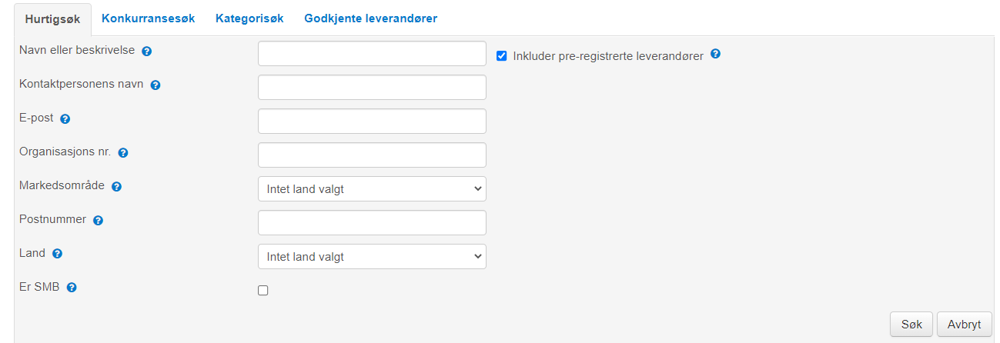 Hurtigsøk Konkurransesøk Kategorisøk Godkjente leverandører
Navn eller beskrivelse Inkluder pre-registrerte leverandører
Kontaktpersonens navn
E-post
Organisasjons nr.
Markedsområde Intet land valgt
Postnummer
Land Intet land valgt
Er SMB
Søk Avbryt